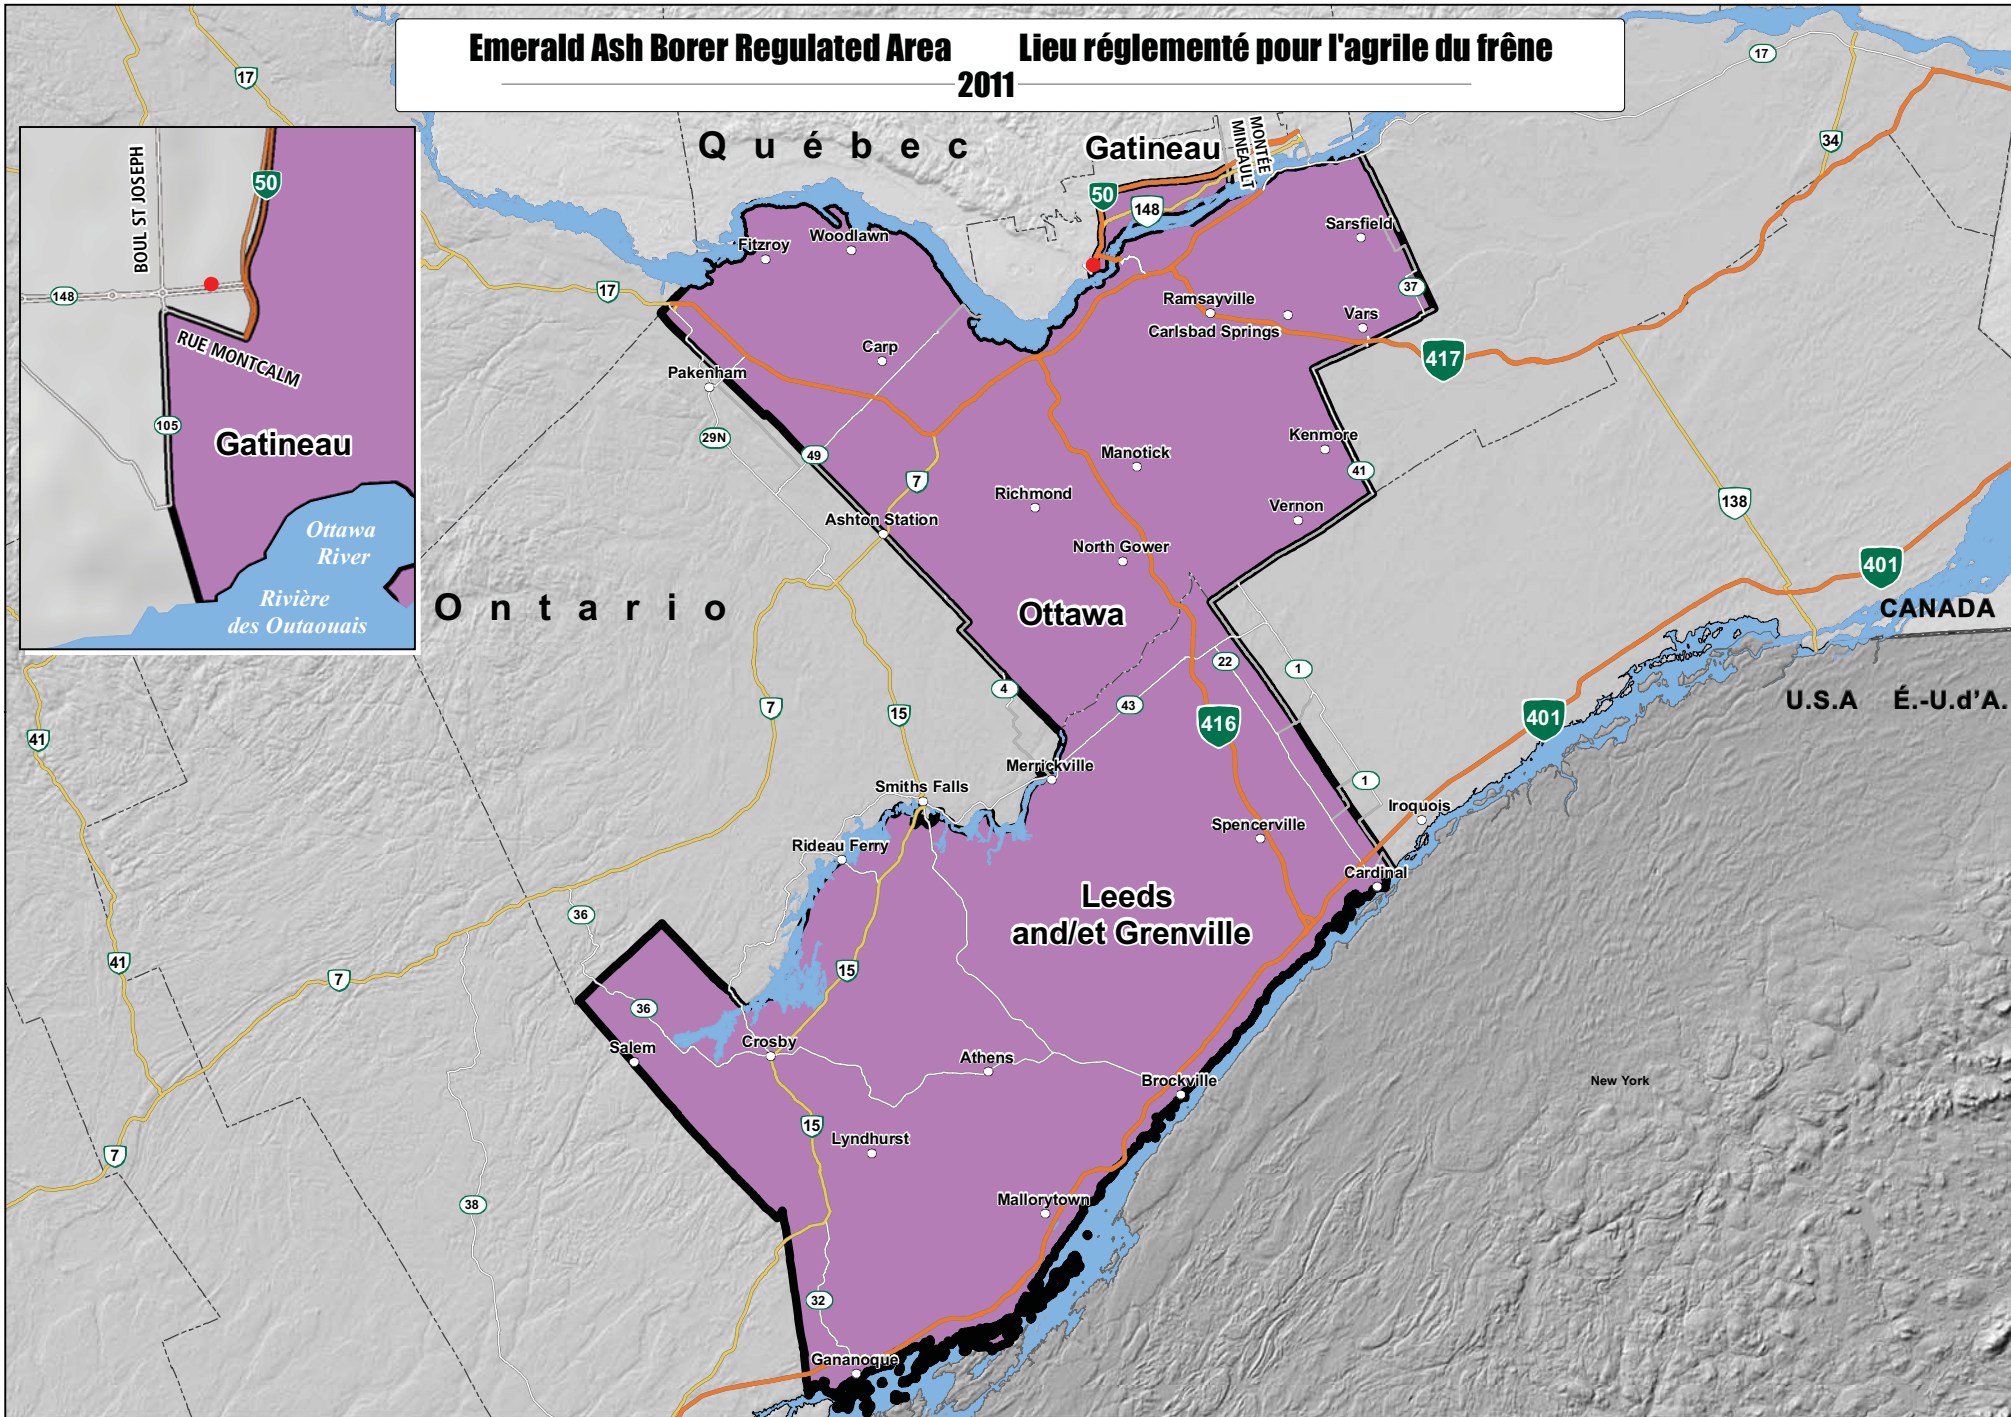 Emerald Ash Borer Regulated Area Lieu réglementé pour l'agrile du frêne
2011
17
17
34
Québec
Gatineau
MONTÉE
MINEAULT
50
148
BOUL ST JOSEPH
50
148
RUE MONTCALM
105
Gatineau
Ottawa
River
Rivière
des Outaouais
Fitzroy
Woodlawn
Sarsfield
17
37
Ramsayville
Carlsbad Springs
Vars
417
Carp
Pakenham
29N
49
Kenmore
41
Manotick
7
Richmond
Vernon
138
Ashton Station
North Gower
401
Ontario
Ottawa
CANADA
22
1
4
43
7
15
416
401
U.S.A É.-U.d'A.
41
Merrickville
1
Smiths Falls
Iroquois
Spencerville
Rideau Ferry
Cardinal
Leeds
and/et Grenville
36
41
7
15
36
Salem
Crosby
Athens
Brockville
New York
15
Lyndhurst
7
38
Mallorytown
32
Gananoque